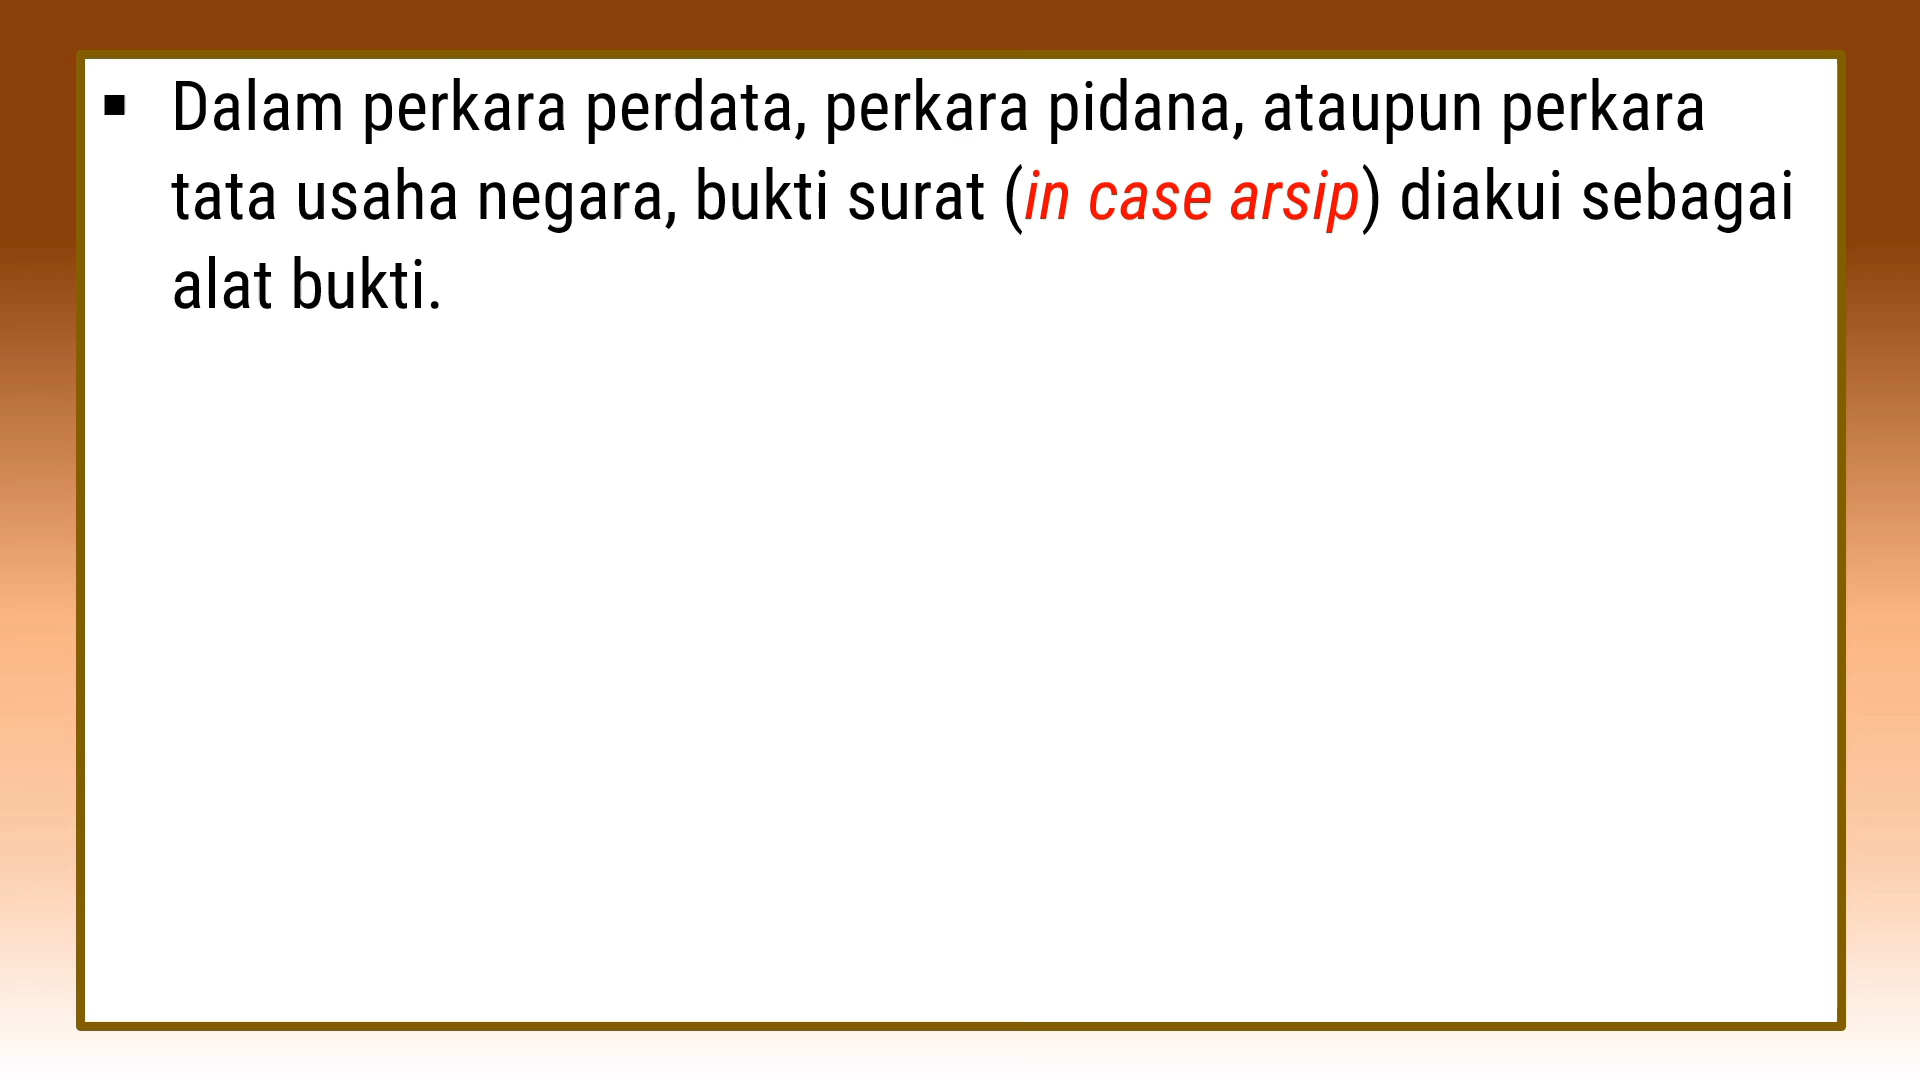 ▪ Dalam perkara perdata, perkara pidana, ataupun perkara
tata usaha negara, bukti surat (in case arsip) diakui sebagai
alat bukti.